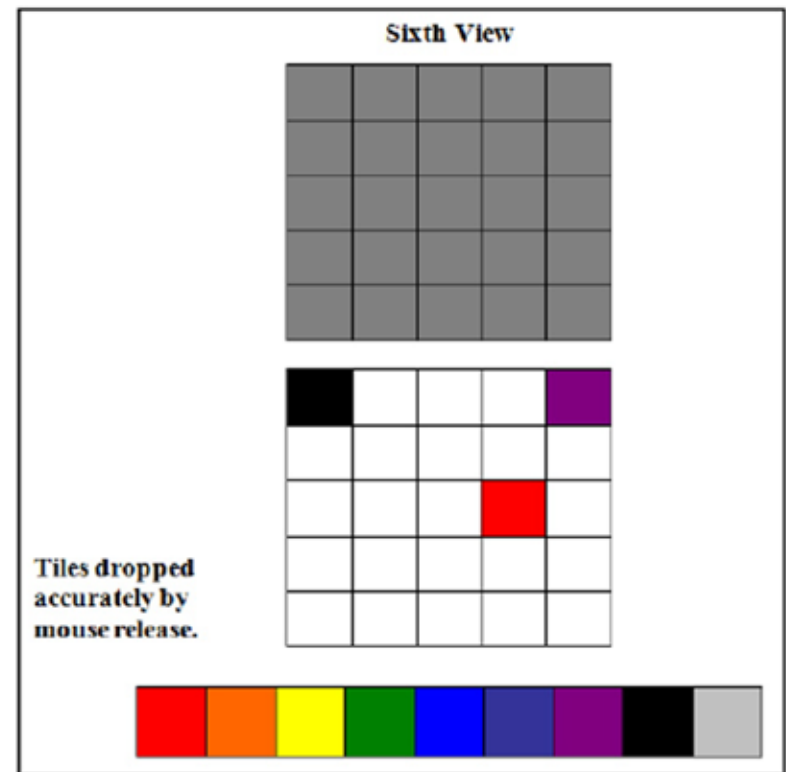 Sixth View
Tiles dropped
accurately by
mouse release.